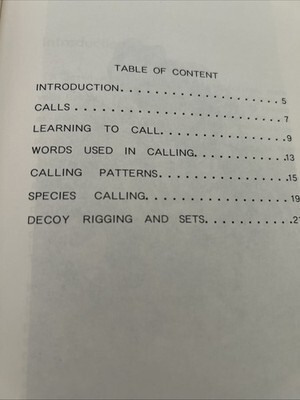 TABLE OF CONTENT
INTRODUCTION....................5
CALLS..........................7
LEARNING TO CALL...............9
WORDS USED IN CALLING..........13
CALLING PATTERNS...............15
SPECIES CALLING................19
DECOY RIGGING AND SETS.........21